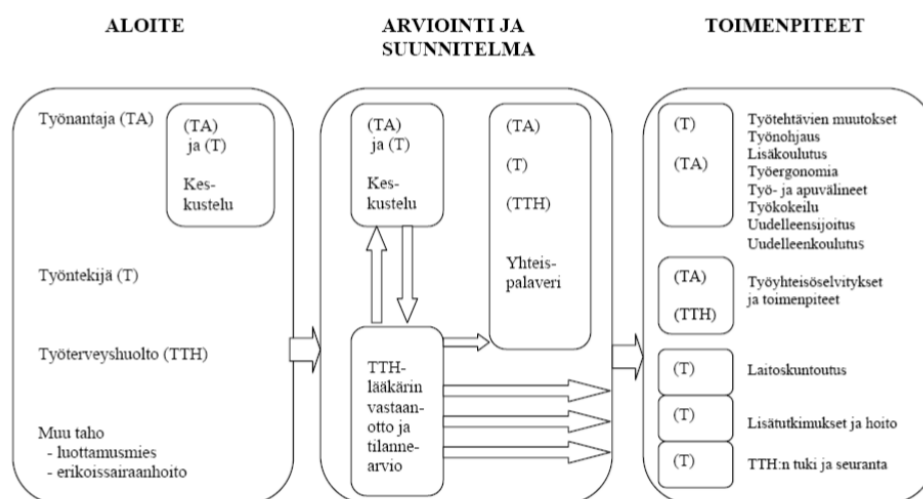 ALOITE
ARVIOINTI JA
SUUNNITELMA
TOIMENPITEET
Työnantaja (TA)
(TA)
ja (T)
Kes-
kustelu
Työntekijä (T)
Työterveyshuolto (TTH)
Muu taho
- luottamusmies
- erikoissairaanhoito
(TA)
ja (T)
Kes-
kustelu
TTH-
lääkärin
vastaan-
otto ja
tilanne-
arvio
(TA)
(T)
(TTH)
Yhteis-
palaveri
(T)
(TA)
Työtehtävien muutokset
Työnohjaus
Lisäkoulutus
Työergonomia
Työ- ja apuvälineet
Työkokeilu
Uudelleensijoitus
Uudelleenkoulutus
(TA)
(TTH)
Työyhteisöselvitykset
ja toimenpiteet
(T)
Laitoskuntoutus
(T)
Lisätutkimukset ja hoito
(T)
TTH:n tuki ja seuranta